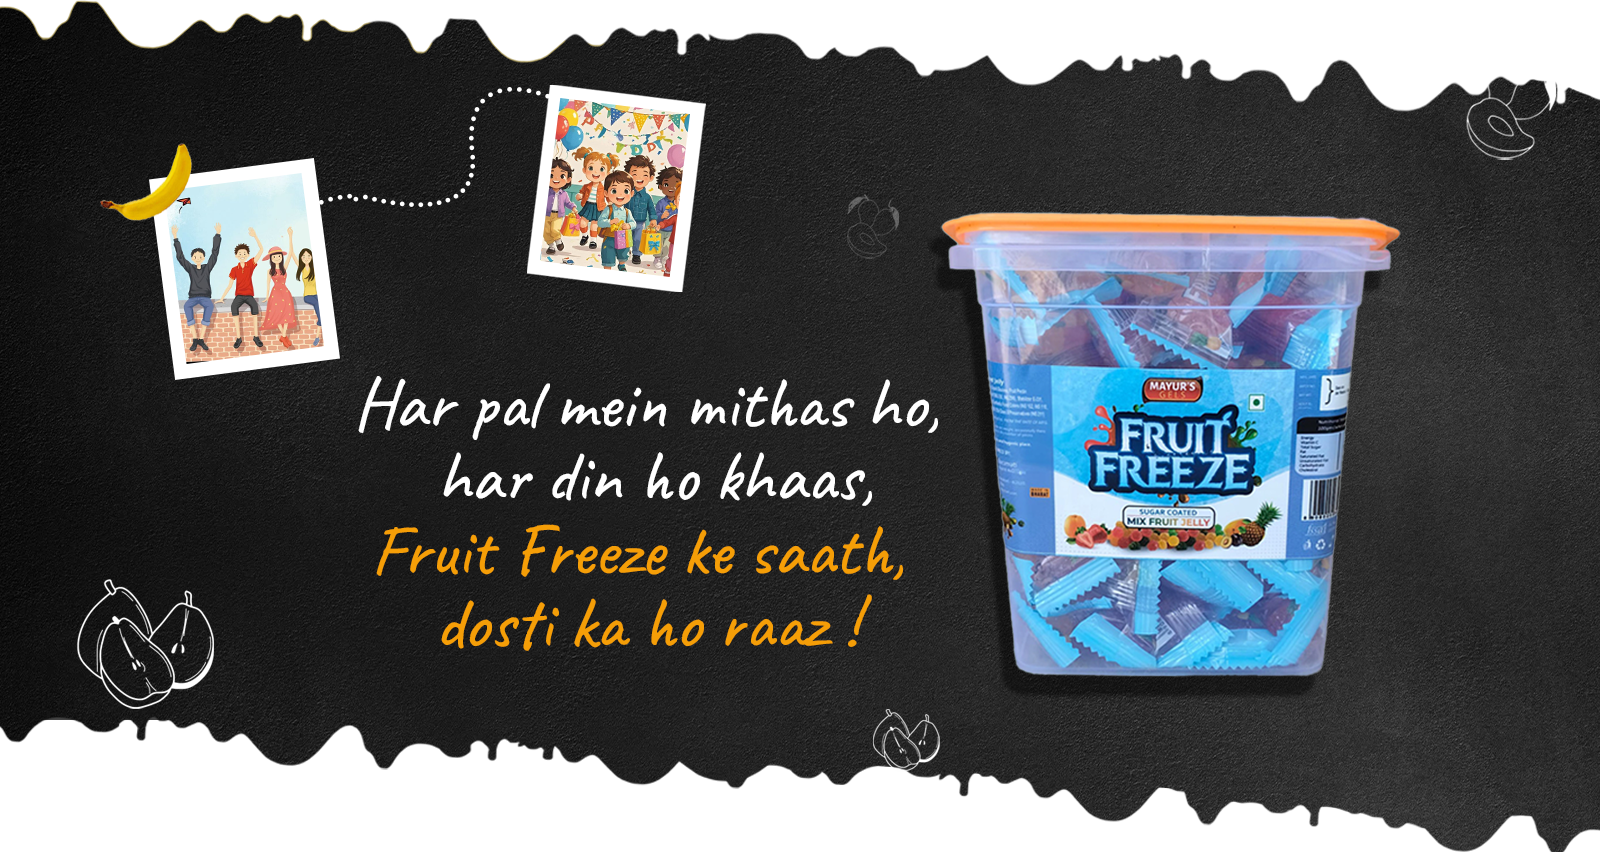 Har pal mein mithas ho,
har din ho khaas,
Fruit Freeze ke saath,
dosti ka ho raaz !
MAYUR'S
GELS
FRUIT
FREEZE
SUGAR COATED
MIX FRUIT JELLY